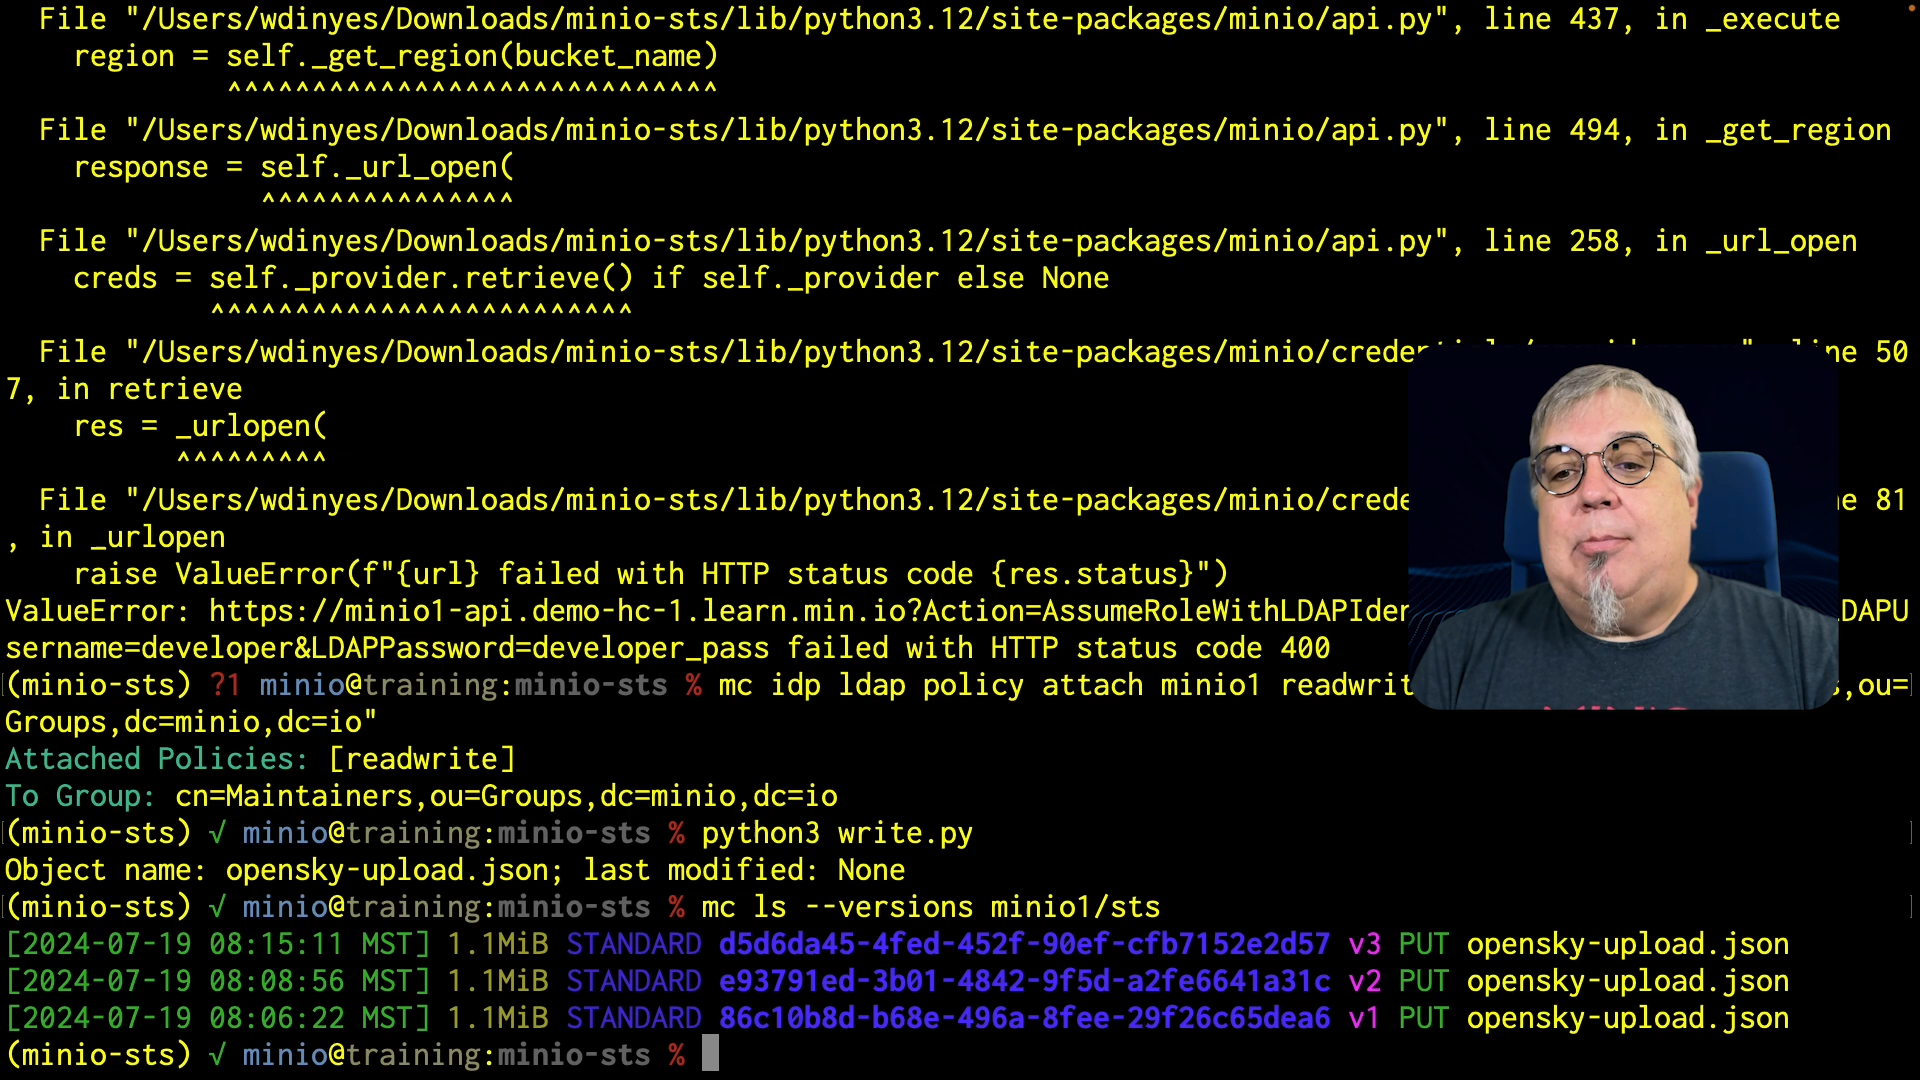 File "/Users/wdinyes/Downloads/minio-sts/lib/python3.12/site-packages/minio/api.py", line 437, in _execute
region = self._get_region(bucket_name)
^^^^^^^^^^^^^^^^^^^^^^^^^^^^^
File "/Users/wdinyes/Downloads/minio-sts/lib/python3.12/site-packages/minio/api.py", line 494, in _get_region
response = self._url_open(
^^^^^^^^^^^^^^^
File "/Users/wdinyes/Downloads/minio-sts/lib/python3.12/site-packages/minio/api.py", line 258, in _url_open
creds = self._provider.retrieve() if self._provider else None
^^^^^^^^^^^^^^^^^^^^^^^^^
File "/Users/wdinyes/Downloads/minio-sts/lib/python3.12/site-packages/minio/ line 50
7, in retrieve
res = _urlopen(
^^^^^^^^^
File "/Users/wdinyes/Downloads/minio-sts/lib/python3.12/site-packages/minio/ 81
, in _urlopen
raise ValueError(f"{url} failed with HTTP status code {res.status}")
ValueError: https://minio1-api.demo-hc-1.learn.min.io?Action=AssumeRoleWithLDAPIder DAPU
sername=developer&LDAPPassword=developer_pass failed with HTTP status code 400
(minio-sts) ?1 minio@training:minio-sts % mc idp ldap policy attach minio1 readwrit ,ou=
Groups,dc=minio,dc=io"
Attached Policies: [readwrite]
To Group: cn=Maintainers,ou=Groups,dc=minio,dc=io
(minio-sts) √ minio@training:minio-sts % python3 write.py
Object name: opensky-upload.json; last modified: None
(minio-sts) √ minio@training:minio-sts % mc ls --versions minio1/sts
[2024-07-19 08:15:11 MST] 1.1MiB STANDARD d5d6da45-4fed-452f-90ef-cfb7152e2d57 v3 PUT opensky-upload.json
[2024-07-19 08:08:56 MST] 1.1MiB STANDARD e93791ed-3b01-4842-9f5d-a2fe6641a31c v2 PUT opensky-upload.json
[2024-07-19 08:06:22 MST] 1.1MiB STANDARD 86c10b8d-b68e-496a-8fee-29f26c65dea6 v1 PUT opensky-upload.json
(minio-sts) √ minio@training:minio-sts %